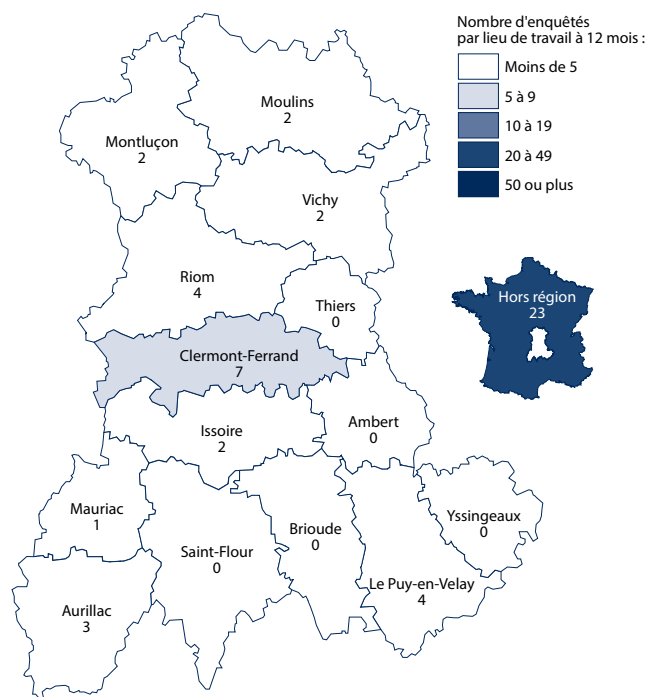 Nombre d'enquêtés
par lieu de travail à 12 mois :
Moins de 5
5 à 9
10 à 19
20 à 49
50 ou plus
Moulins
2
Montluçon
2
Vichy
2
Riom
4
Thiers
0
Hors région
23
Clermont-Ferrand
7
Issoire
2
Ambert
0
Mauriac
1
Saint-Flour
0
Brioude
0
Yssingeaux
0
Le Puy-en-Velay
4
Aurillac
3